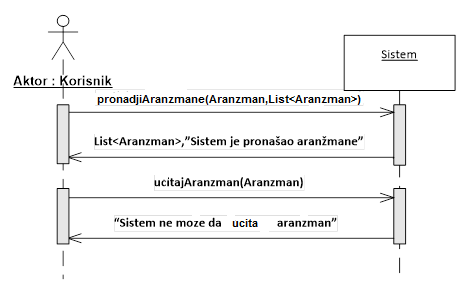 Sistem
Aktor : Korisnik
pronadjiAranzmane(Aranzman,List<Aranzman>)
List<Aranzman>,”Sistem je pronašao aranžmane”
ucitajAranzman(Aranzman)
“Sistem ne moze da ucita aranzman”